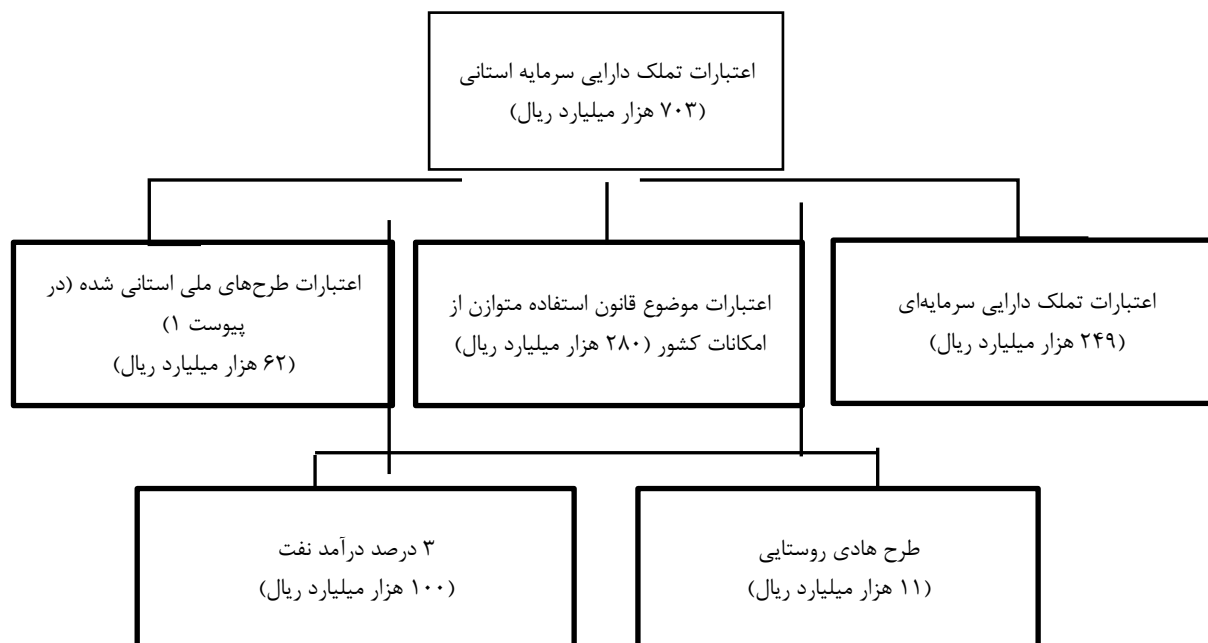 اعتبارات تملک دارایی سرمایه استانی
(۷۰۳ هزار میلیارد ریال)
اعتبارات تملک دارایی سرمایه‌ای
(۲۴۹ هزار میلیارد ریال)
اعتبارات موضوع قانون استفاده متوازن از
امکانات کشور (۲۸۰ هزار میلیارد ریال)
اعتبارات طرح‌های ملی استانی شده (در
پیوست ۱)
(۶۲ هزار میلیارد ریال)
طرح هادی روستایی
(۱۱ هزار میلیارد ریال)
۳ درصد درآمد نفت
(۱۰۰ هزار میلیارد ریال)